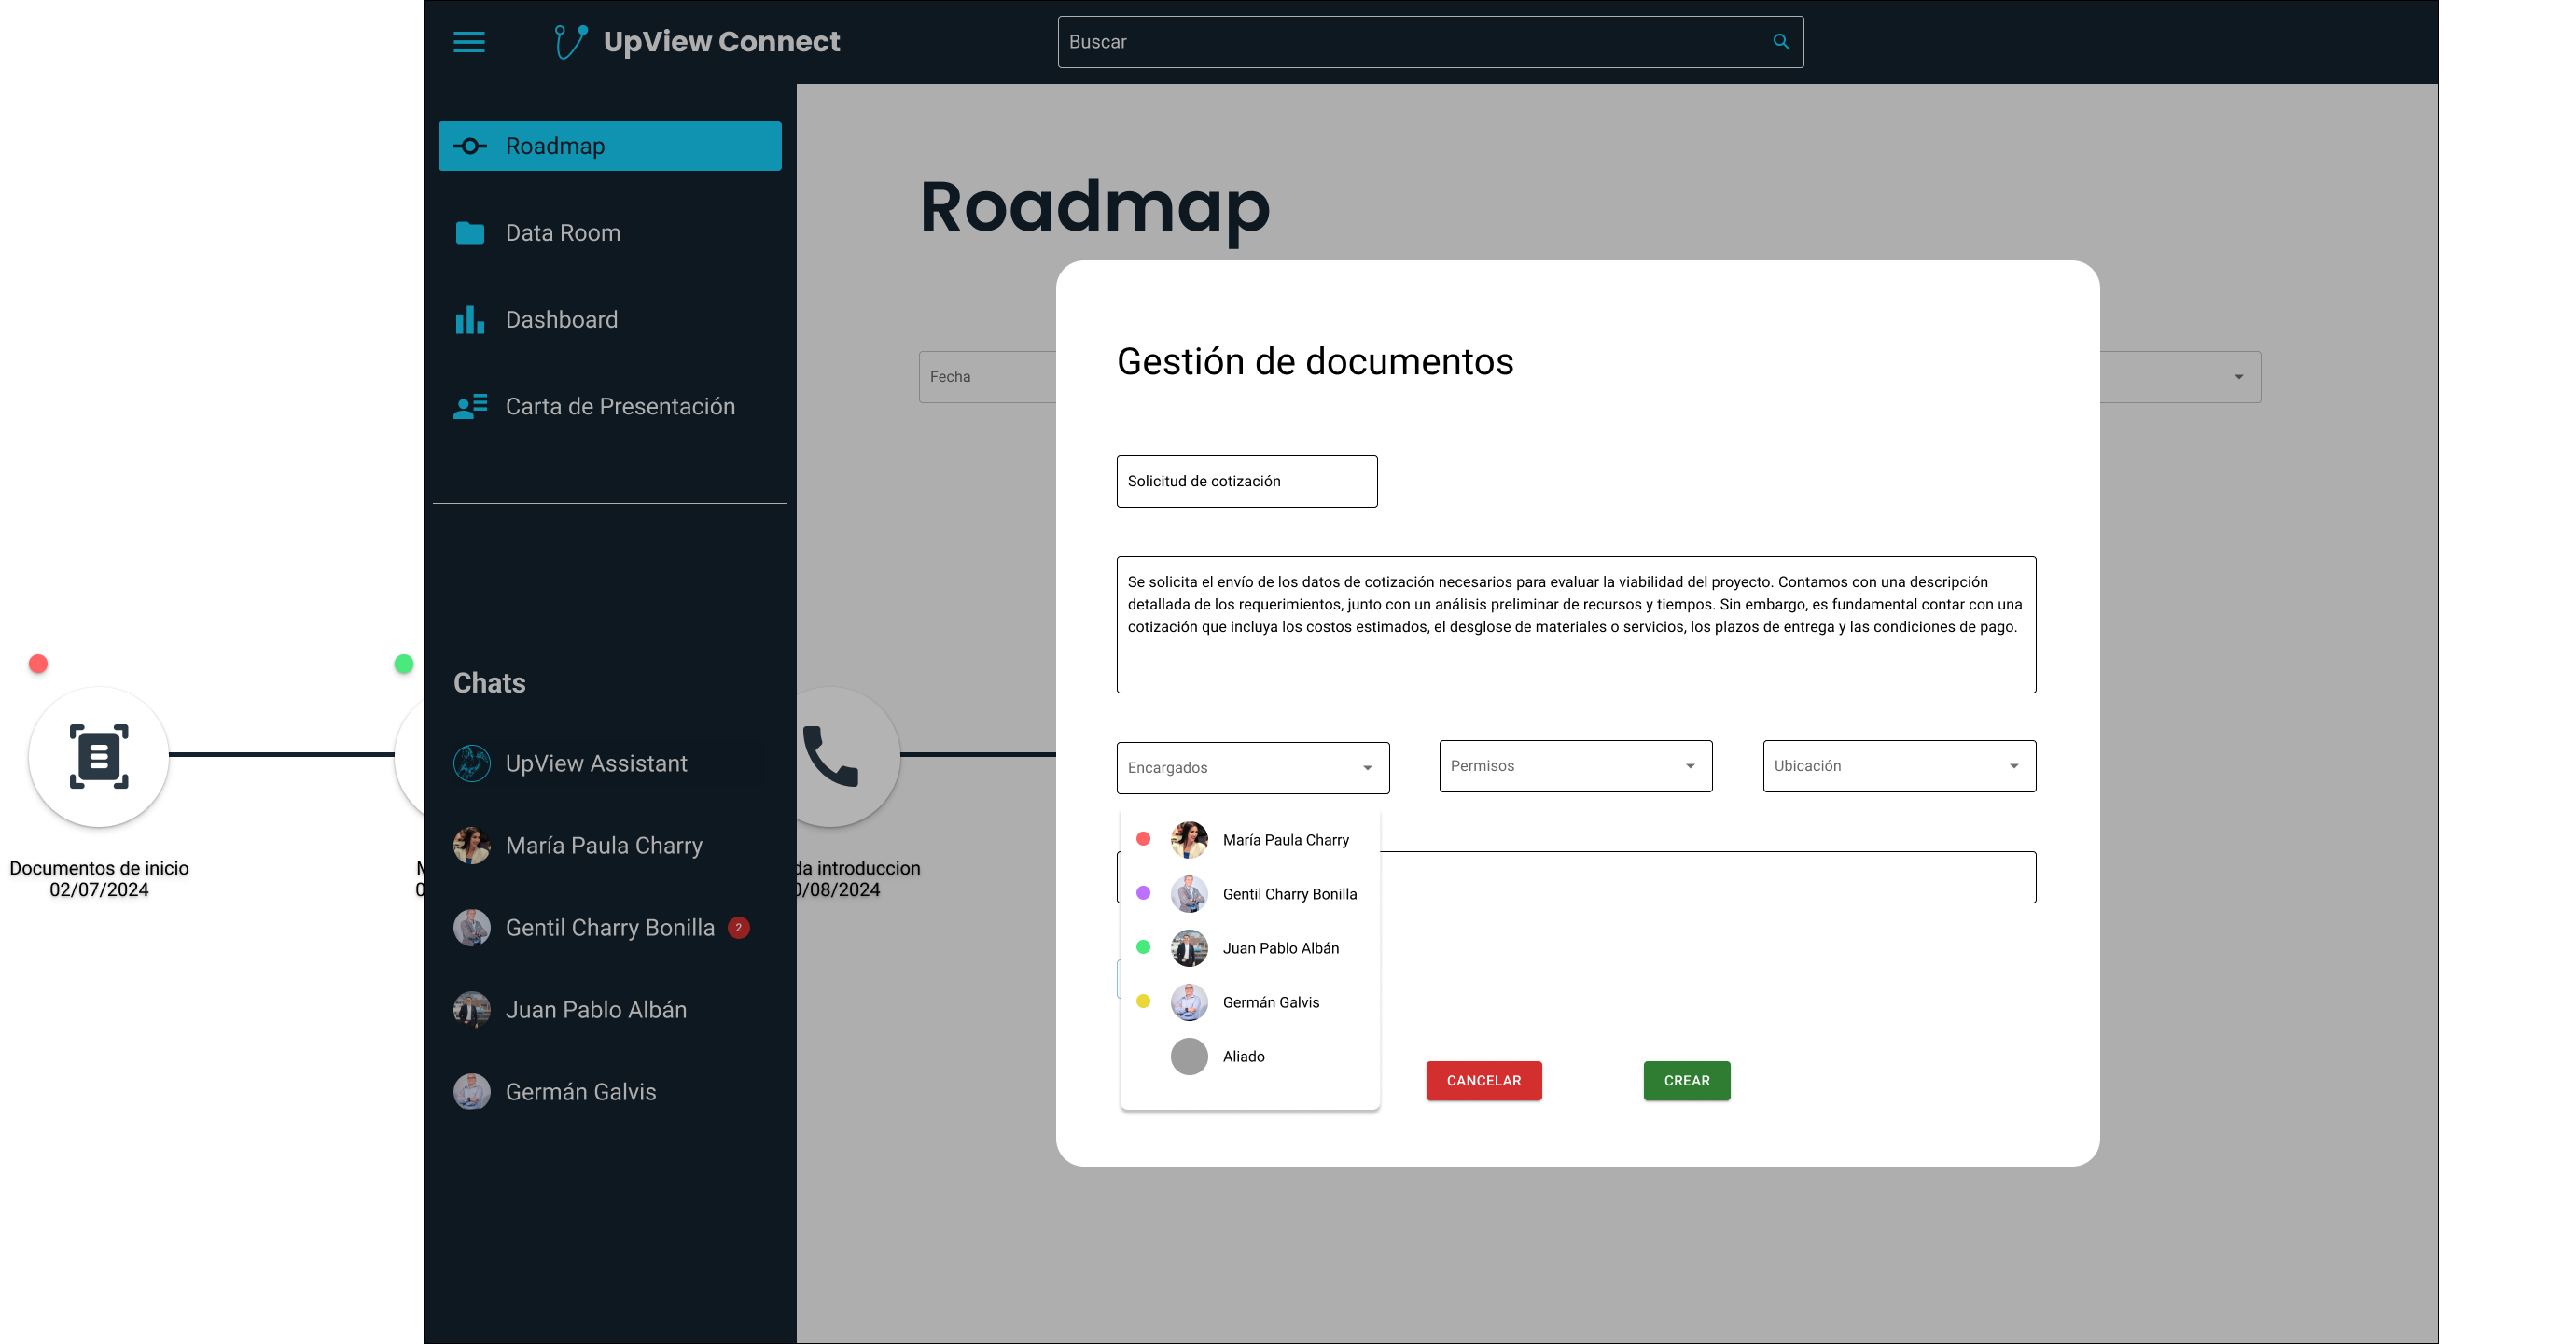 UpView Connect
Buscar
Roadmap
Data Room
Dashboard
Carta de Presentación
Chats
UpView Assistant
María Paula Charry
Gentil Charry Bonilla 2
Juan Pablo Albán
Germán Galvis
Roadmap
Fecha
Documentos de inicio
02/07/2024
da introduccion
0/08/2024
Gestión de documentos
Solicitud de cotización
Se solicita el envío de los datos de cotización necesarios para evaluar la viabilidad del proyecto. Contamos con una descripción
detallada de los requerimientos, junto con un análisis preliminar de recursos y tiempos. Sin embargo, es fundamental contar con una
cotización que incluya los costos estimados, el desglose de materiales o servicios, los plazos de entrega y las condiciones de pago.
Encargados
Permisos
Ubicación
María Paula Charry
Gentil Charry Bonilla
Juan Pablo Albán
Germán Galvis
Aliado
CANCELAR
CREAR